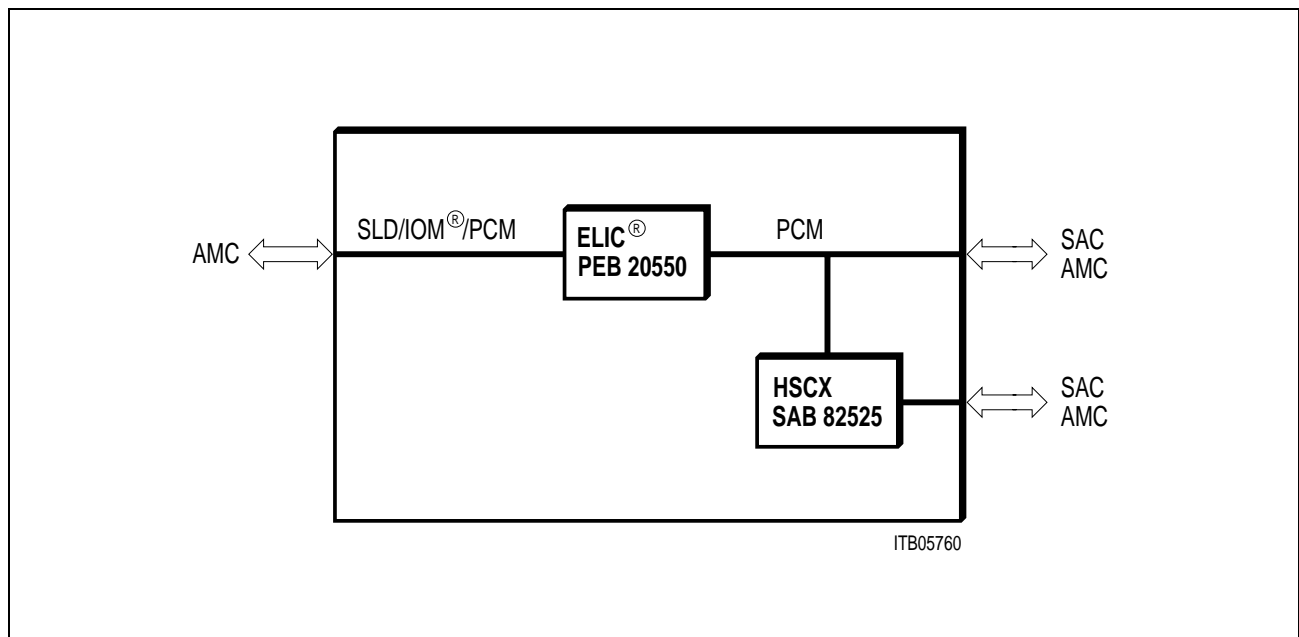 SLD/IOM®/PCM
ELIC®
PEB 20550
PCM
AMC
SAC
AMC
HSCX
SAB 82525
SAC
AMC
ITB05760